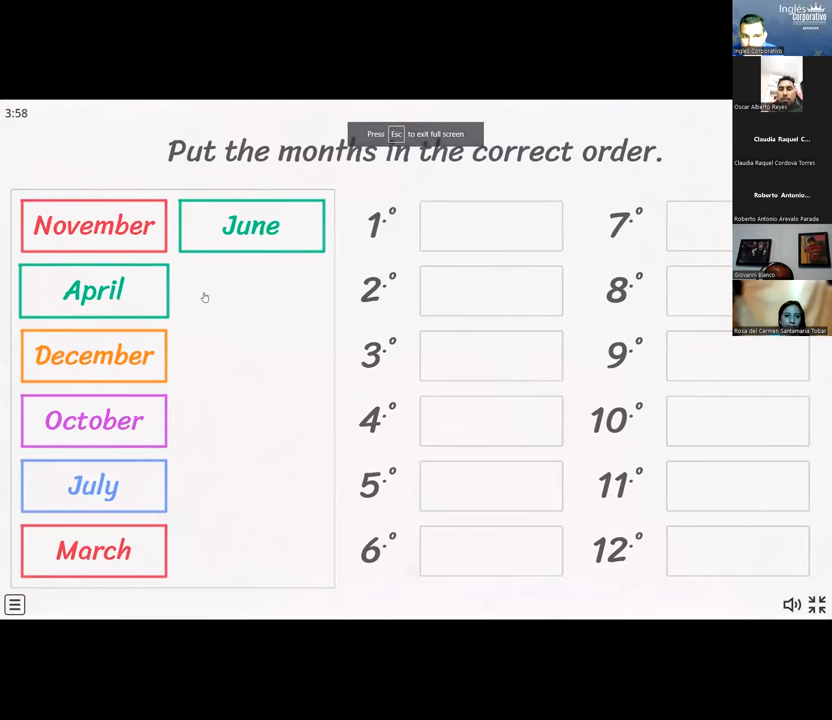 Inglés
Corporativo
Inglés Corporativo
3:58
Press Esc to exit full screen
Put the months in the correct order.
November
June
April
December
October
July
March
1.º
2.º
3.º
4.º
5.º
6.º
7.º
8.º
9.º
10.º
11.º
12.º
Oscar Alberto Reyes
Claudia Raquel C...
Claudia Raquel Cordova Torres
Roberto Antonio...
Roberto Antonio Arevalo Parada
Giovanni Blanco
Rosa del Carmen Santamaria Tobar